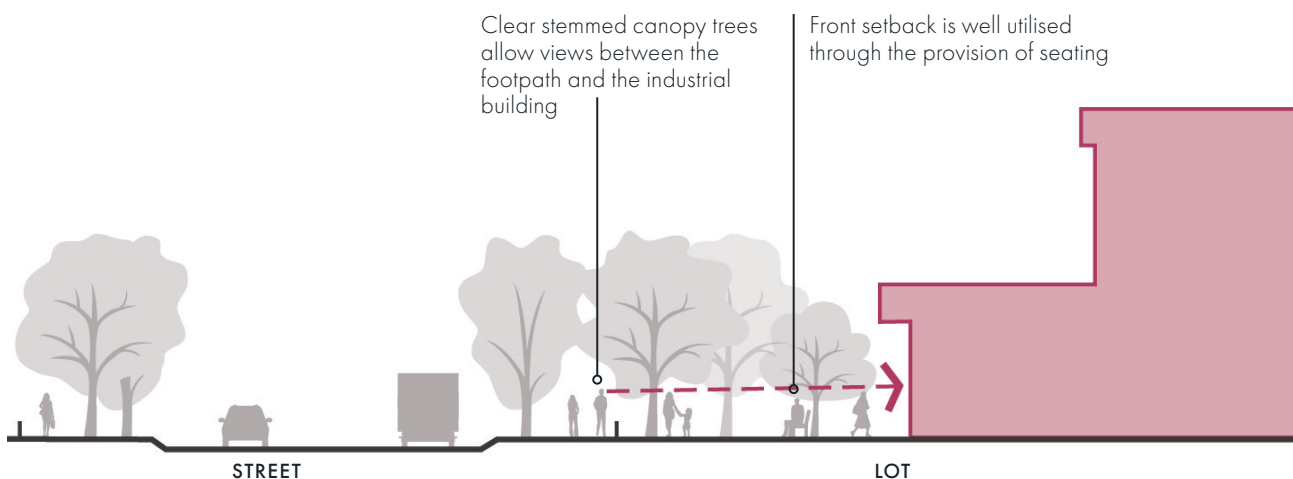 Clear stemmed canopy trees
allow views between the
footpath and the industrial
building
Front setback is well utilised
through the provision of seating
STREET
LOT